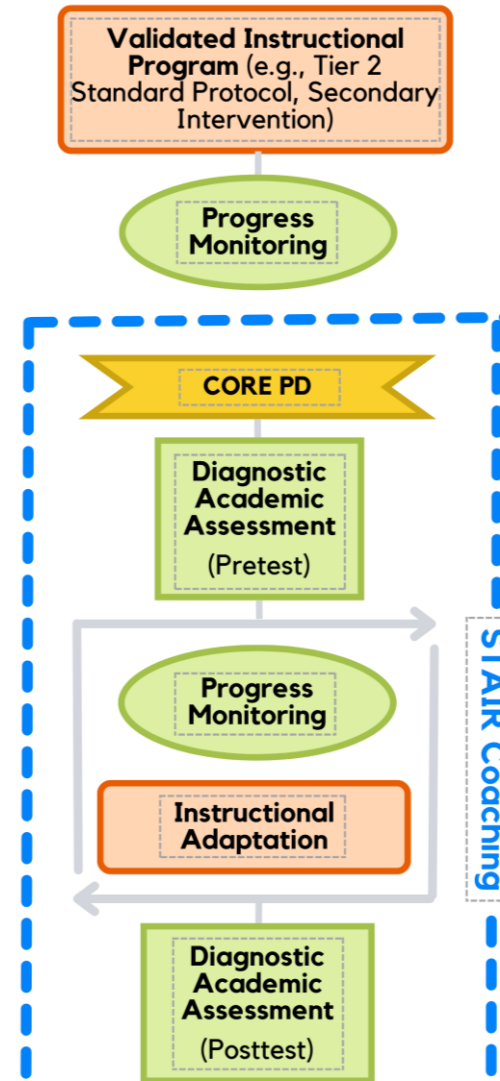 Validated Instructional
Program (e.g., Tier 2
Standard Protocol, Secondary
Intervention)
Progress
Monitoring
CORE PD
Diagnostic
Academic
Assessment
(Pretest)
Progress
Monitoring
STAIR Coaching
Instructional
Adaptation
Diagnostic
Academic
Assessment
(Posttest)